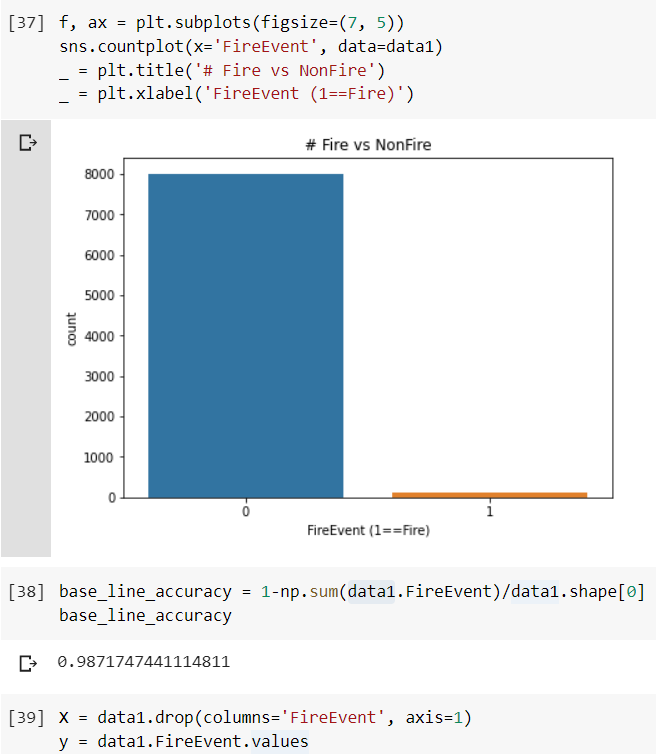 [37] f, ax = plt.subplots(figsize=(7, 5))
sns.countplot(x='FireEvent', data=data1)
_ = plt.title('# Fire vs NonFire')
_ = plt.xlabel('FireEvent (1==Fire)')
# Fire vs NonFire
8000
7000
6000
5000
4000
3000
2000
1000
0
count
0 1
FireEvent (1==Fire)
[38] base_line_accuracy = 1-np.sum(data1.FireEvent)/data1.shape[0]
base_line_accuracy
0.9871747441114811
[39] X = data1.drop(columns='FireEvent', axis=1)
y = data1.FireEvent.values